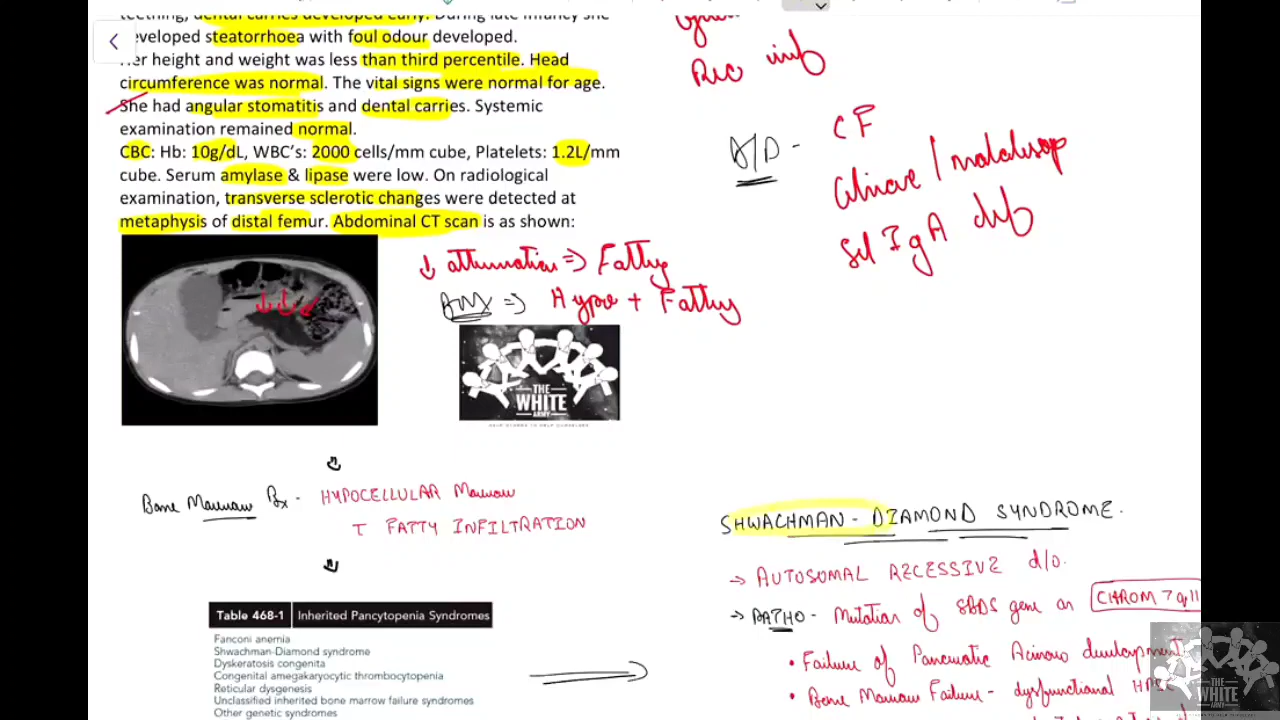 teething, dental carries developed early. During late infancy she
developed steatorrhoea with foul odour developed.
Her height and weight was less than third percentile. Head
circumference was normal. The vital signs were normal for age.
She had angular stomatitis and dental carries. Systemic
examination remained normal.
CBC: Hb: 10g/dL, WBC's: 2000 cells/mm cube, Platelets: 1.2L/mm
cube. Serum amylase & lipase were low. On radiological
examination, transverse sclerotic changes were detected at
metaphysis of distal femur. Abdominal CT scan is as shown:
↓ attenuation => Fatty
=> Hypo + Fatty
THE
WHITE
ARMY
Bone Marrow Bx - HYPOCELLULAR Marrow
FATTY INFILTRATION
Table 468-1 Inherited Pancytopenia Syndromes
Fanconi anemia
Shwachman-Diamond syndrome
Dyskeratosis congenita
Congenital amegakaryocytic thrombocytopenia
Reticular dysgenesis
Unclassified inherited bone marrow failure syndromes
Other genetic syndromes
Rec inf
D/D - CF
/ malabsop
Sel IgA def
SHWACHMAN - DIAMOND SYNDROME.
→ AUTOSOMAL RECESSIVE d/o.
→ PATHO - Mutation of SBDS gene on CHROM 7q11
• Failure of Pancreatic Acinar development
• Bone Marrow Failure - dysfunctional
THE
WHITE
ARMY